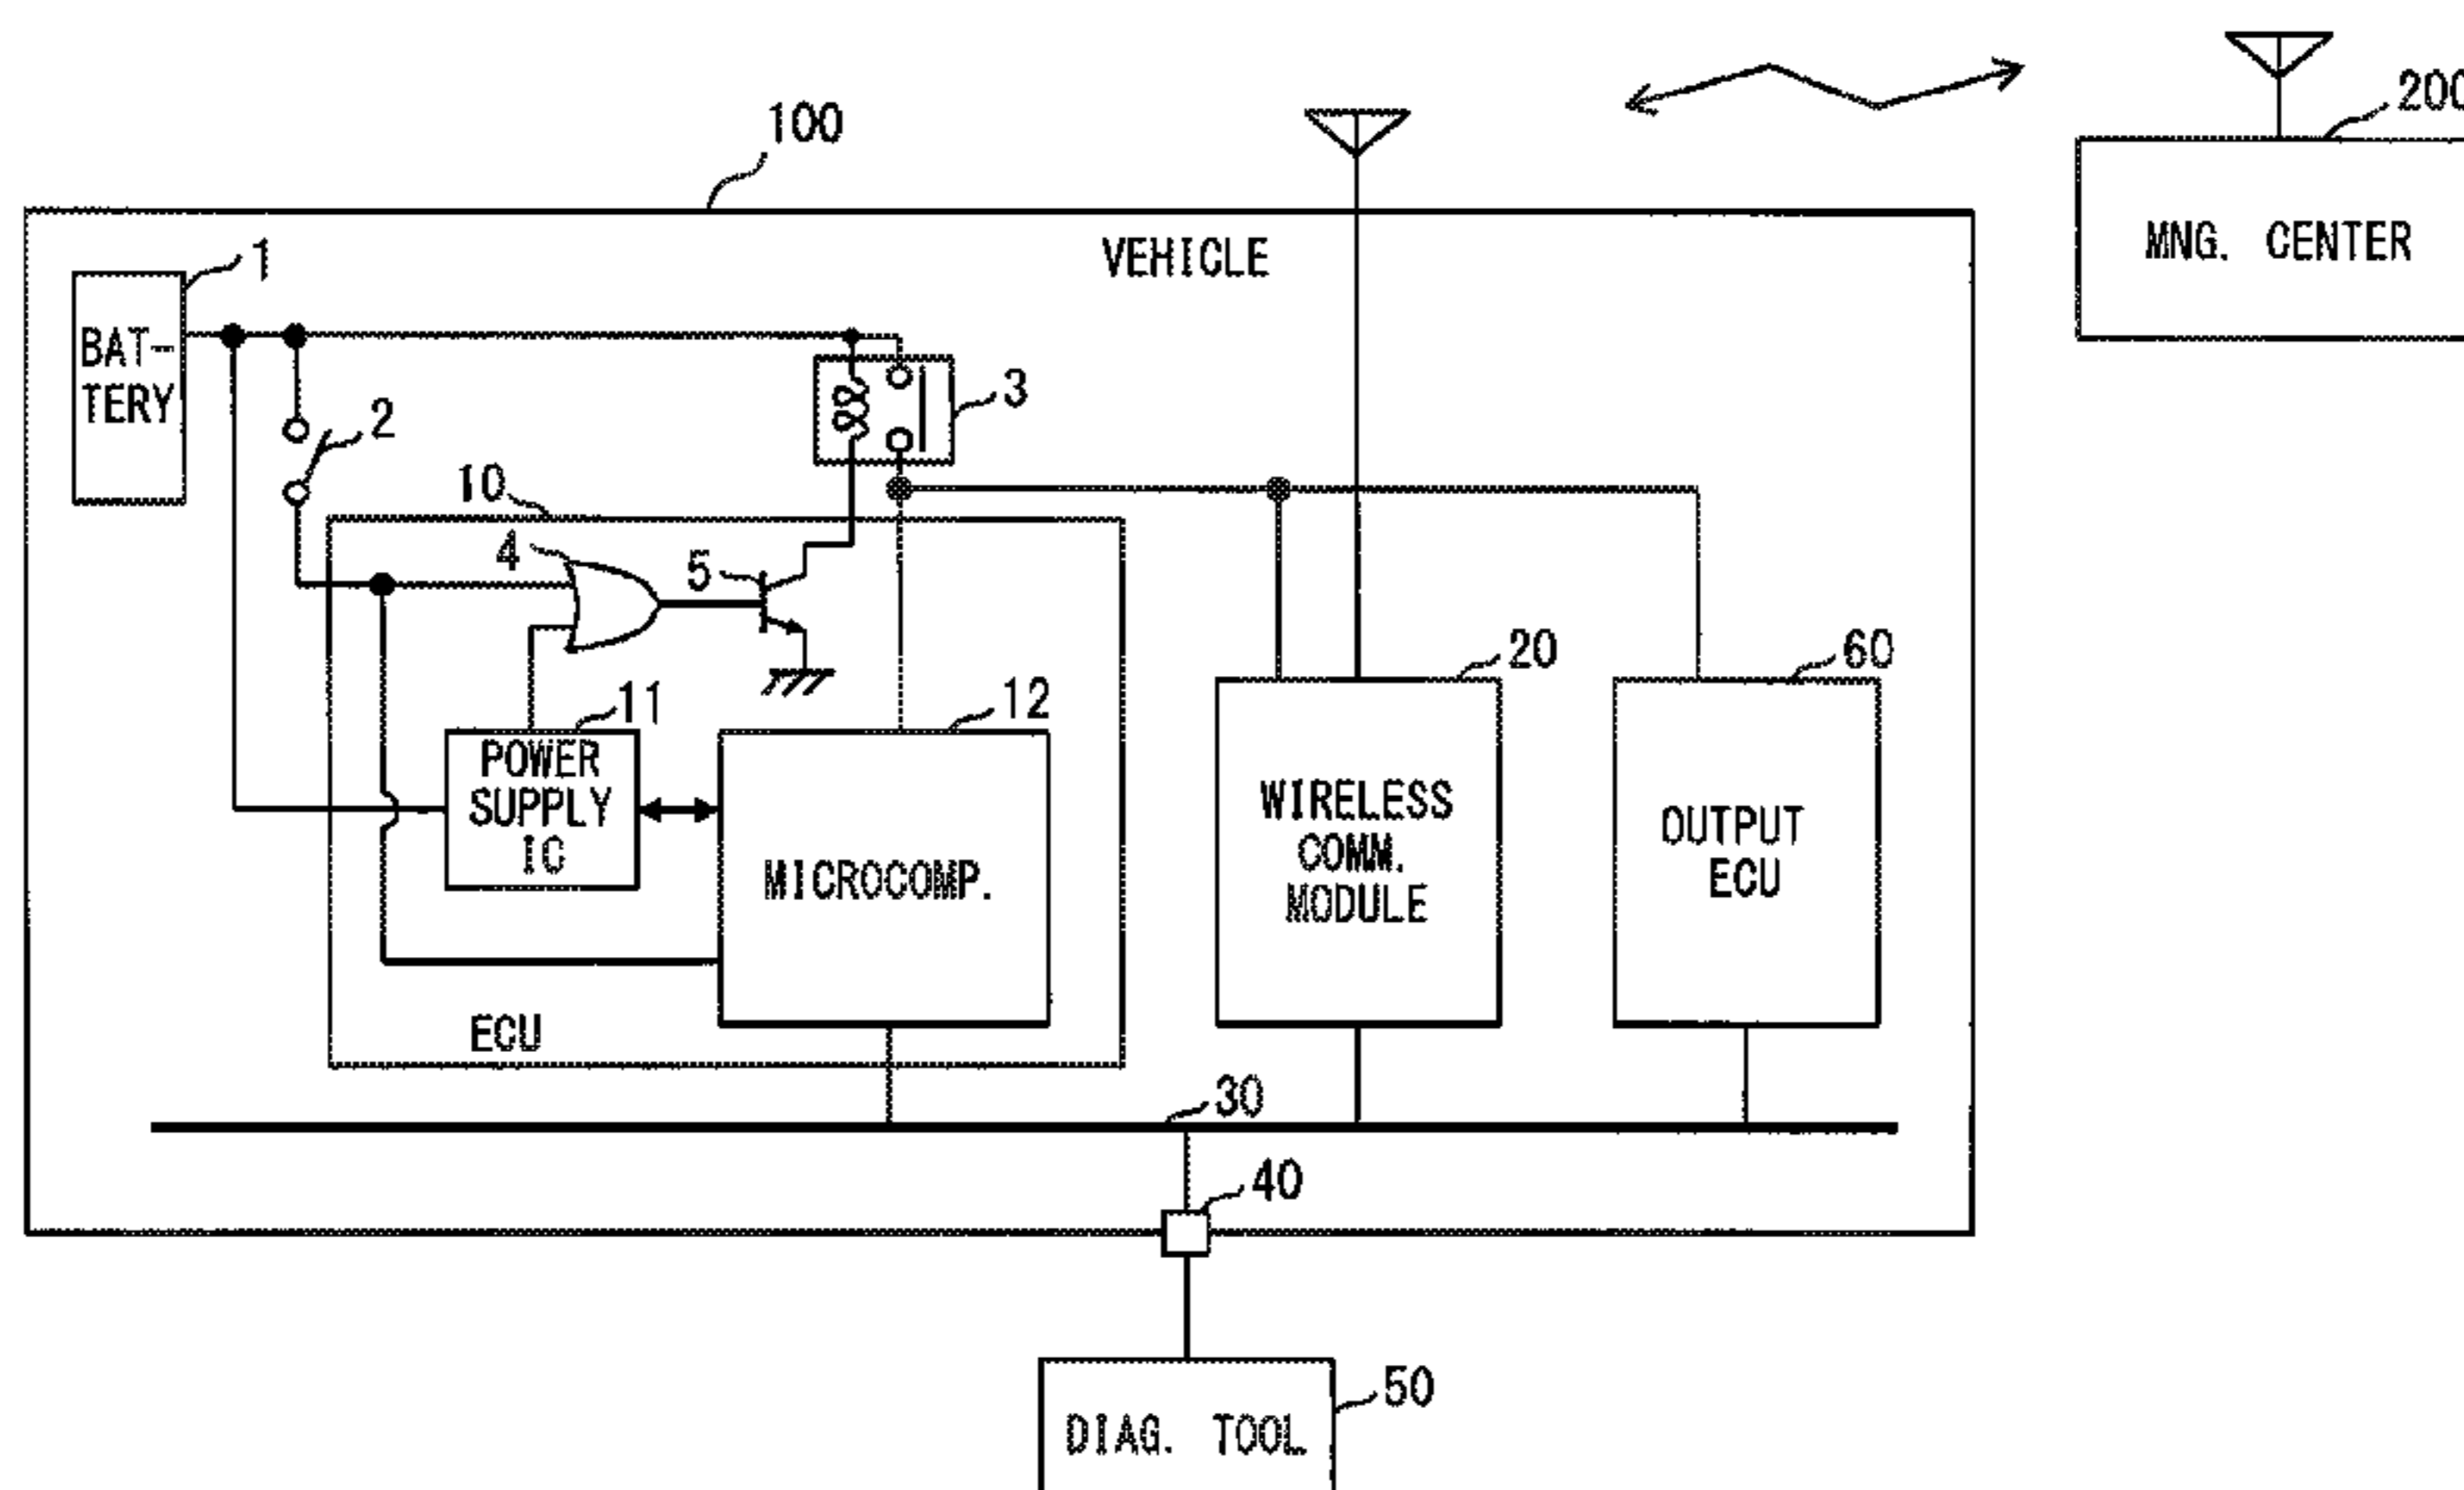 100
200
MNG. CENTER
VEHICLE
1
BAT-
TERY
2
3
10
4
5
11
12
20
60
POWER
SUPPLY
IC
MICROCOMP.
WIRELESS
COMM.
MODULE
OUTPUT
ECU
ECU
30
40
50
DIAG. TOOL